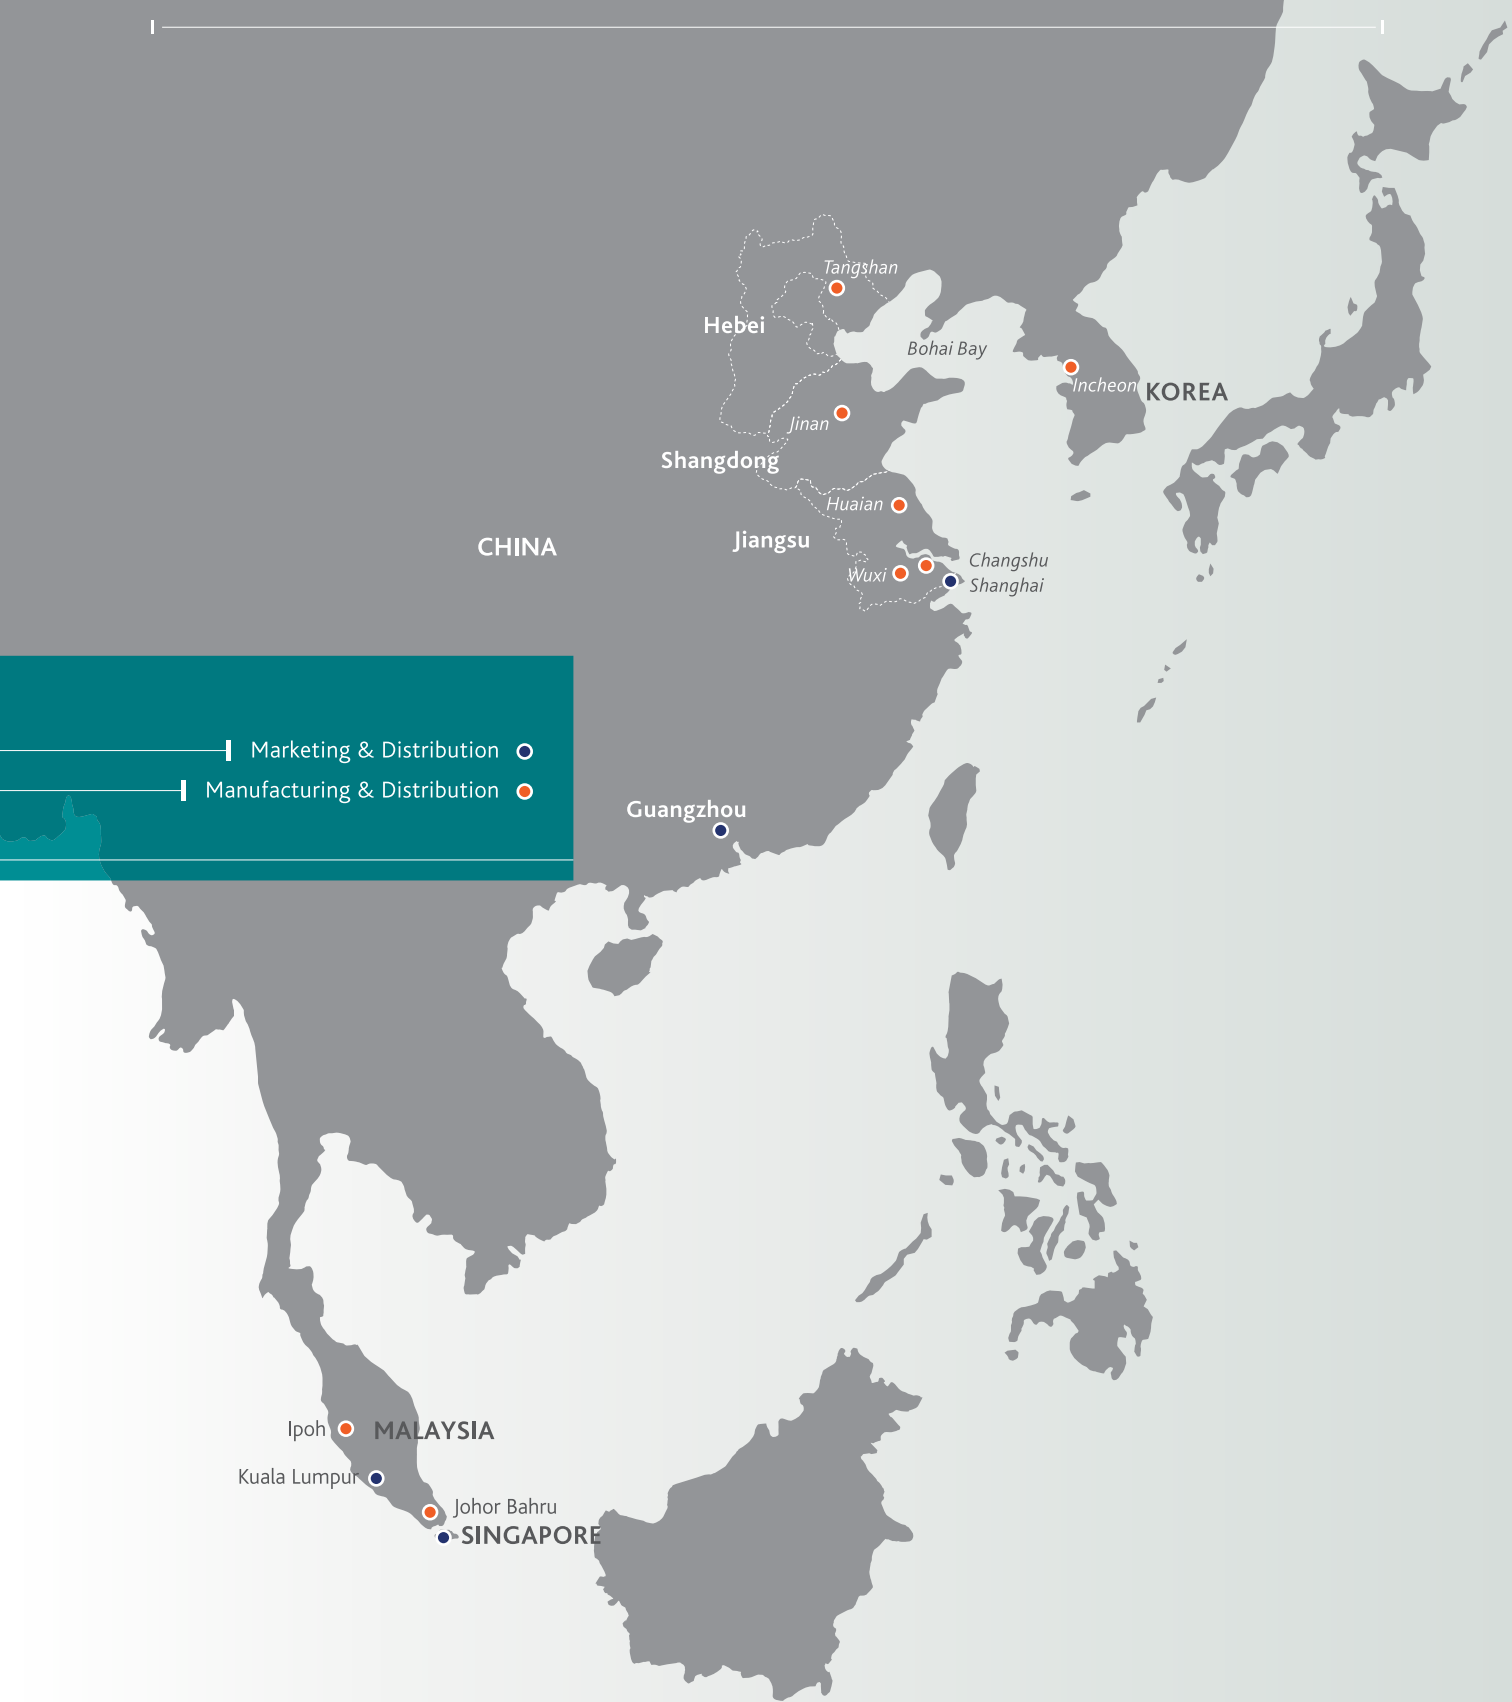 Tangshan
Hebei
Bohai Bay
Incheon
KOREA
Jinan
Shangdong
Huaian
Jiangsu
CHINA
Changshu
Wuxi
Shanghai
Marketing & Distribution
Manufacturing & Distribution
Guangzhou
Ipoh
MALAYSIA
Kuala Lumpur
Johor Bahru
SINGAPORE